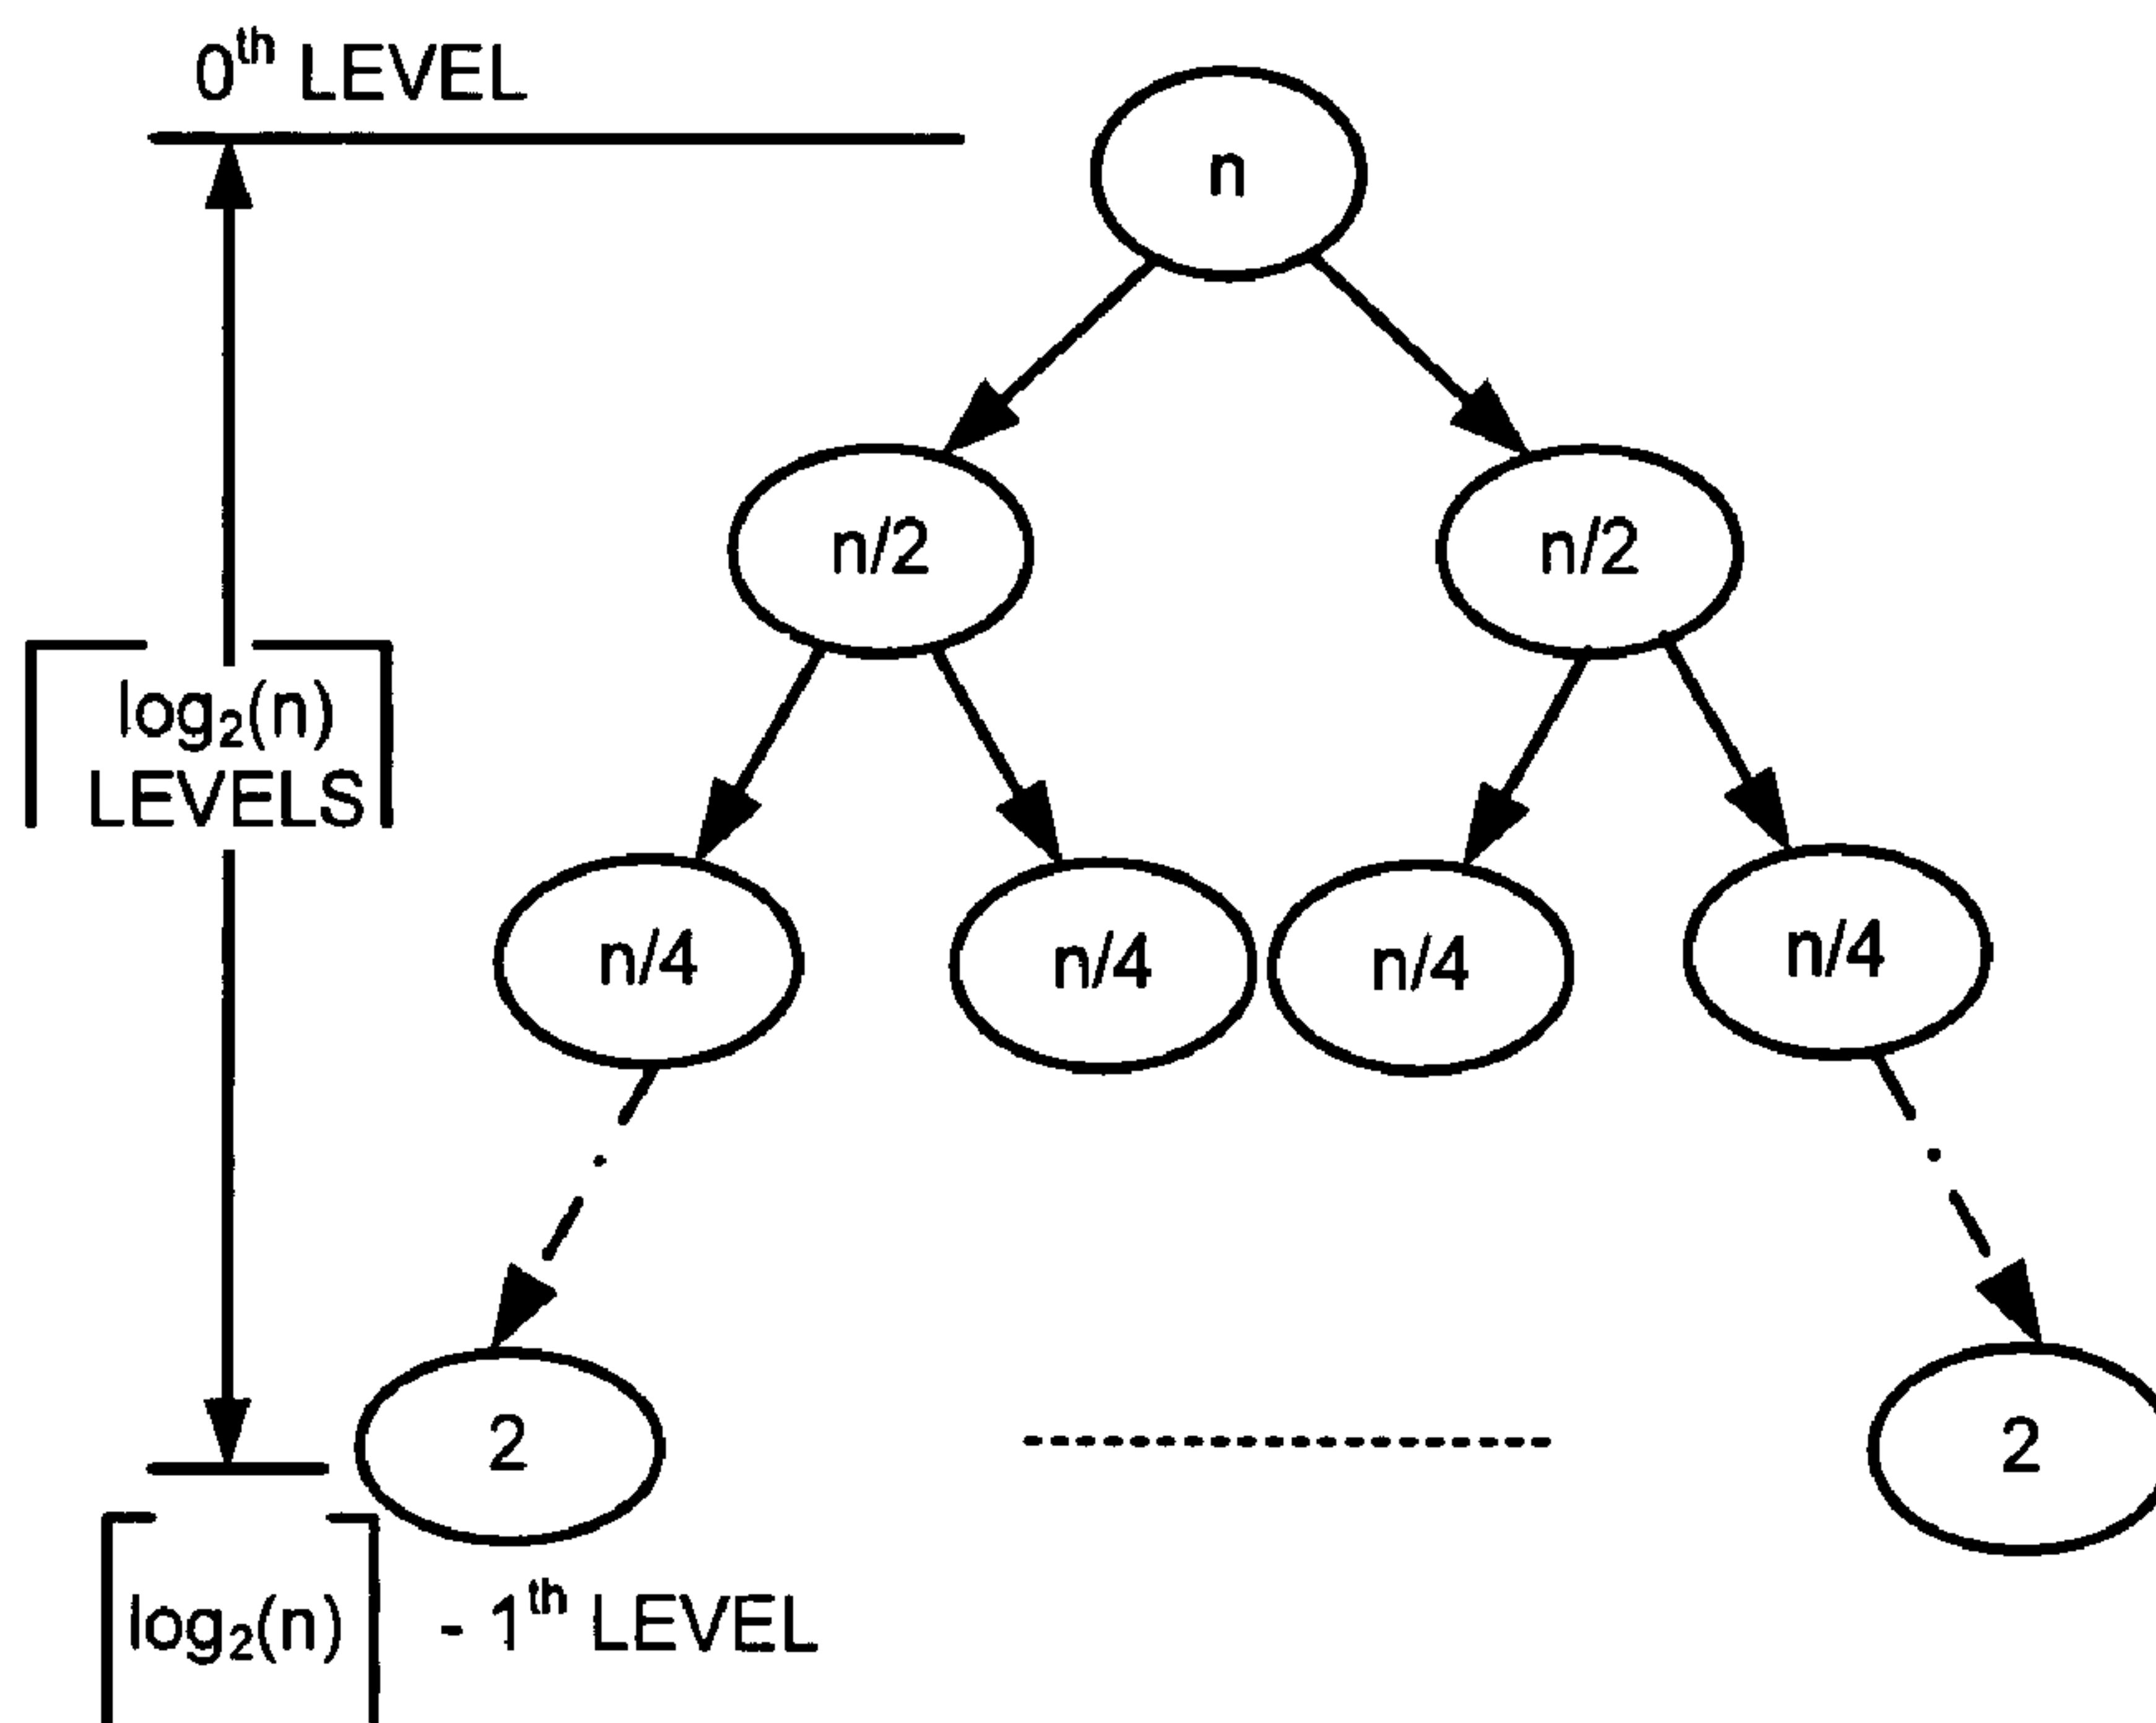 0th LEVEL
n
n/2 n/2
log2(n)
LEVELS
n/4 n/4 n/4 n/4
2 2
log2(n) - 1th LEVEL